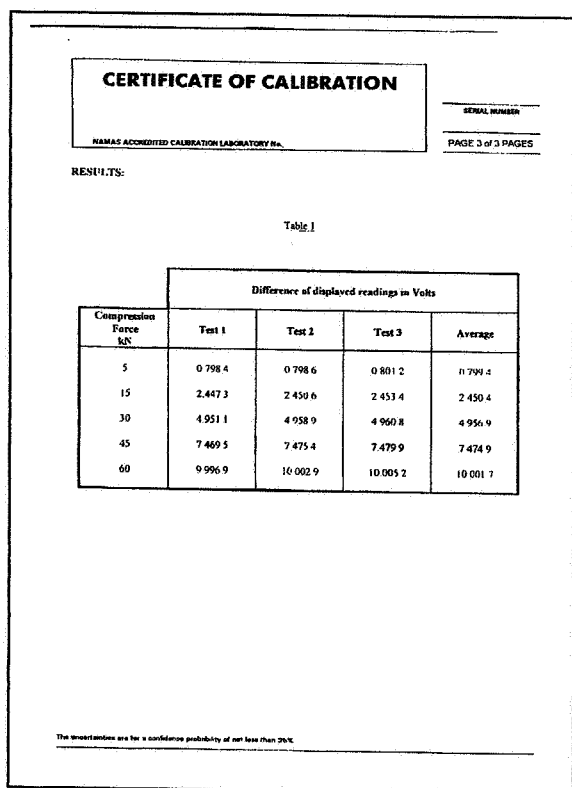 CERTIFICATE OF CALIBRATION
SERIAL NUMBER
NAMAS ACCREDITED CALIBRATION LABORATORY No.
PAGE 3 of 3 PAGES
RESULTS:
Table 1
Difference of displayed readings in Volts
Compression Force kN Test 1 Test 2 Test 3 Average
5 0 798 4 0 798 6 0 801 2 0 799 4
15 2.447 3 2 450 6 2 453 4 2 450 4
30 4 951 1 4 958 9 4 960 8 4 956 9
45 7 469 5 7 475 4 7.479 9 7 474 9
60 9 996 9 10 002 9 10.005 2 10 001 7
The uncertainties are for a confidence probability of not less than 95%